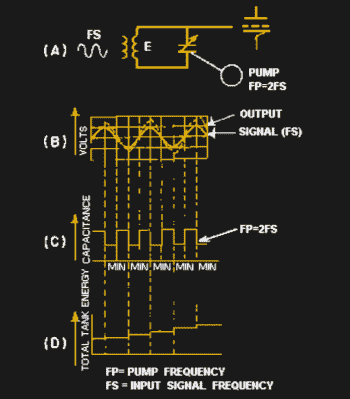 FS
(A)
E
PUMP
FP=2FS
OUTPUT
SIGNAL (FS)
(B)
VOLTS
FP=2FS
(C)
CAPACITANCE
MIN MIN MIN MIN MIN
(D)
TOTAL TANK ENERGY
FP= PUMP FREQUENCY
FS = INPUT SIGNAL FREQUENCY